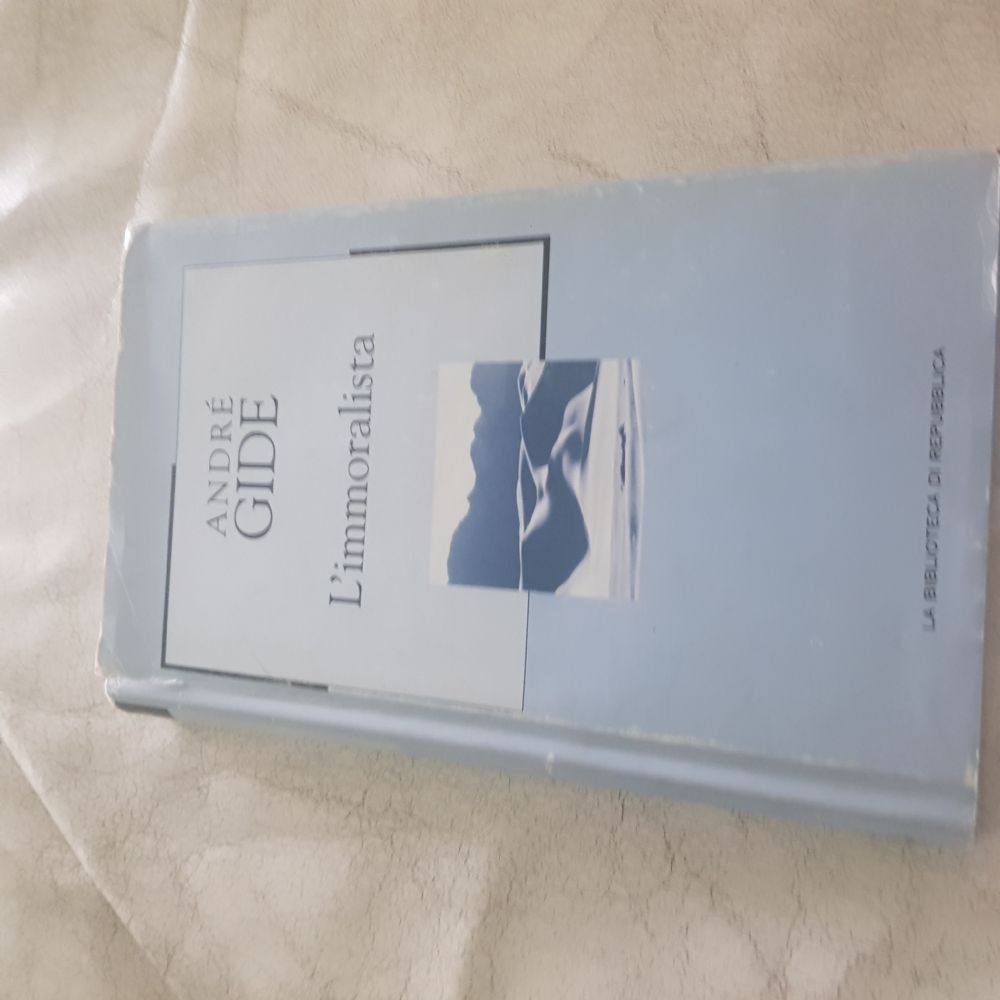 ANDRÉ
GIDE
L'immoralista
LA BIBLIOTECA DI REPUBBLICA